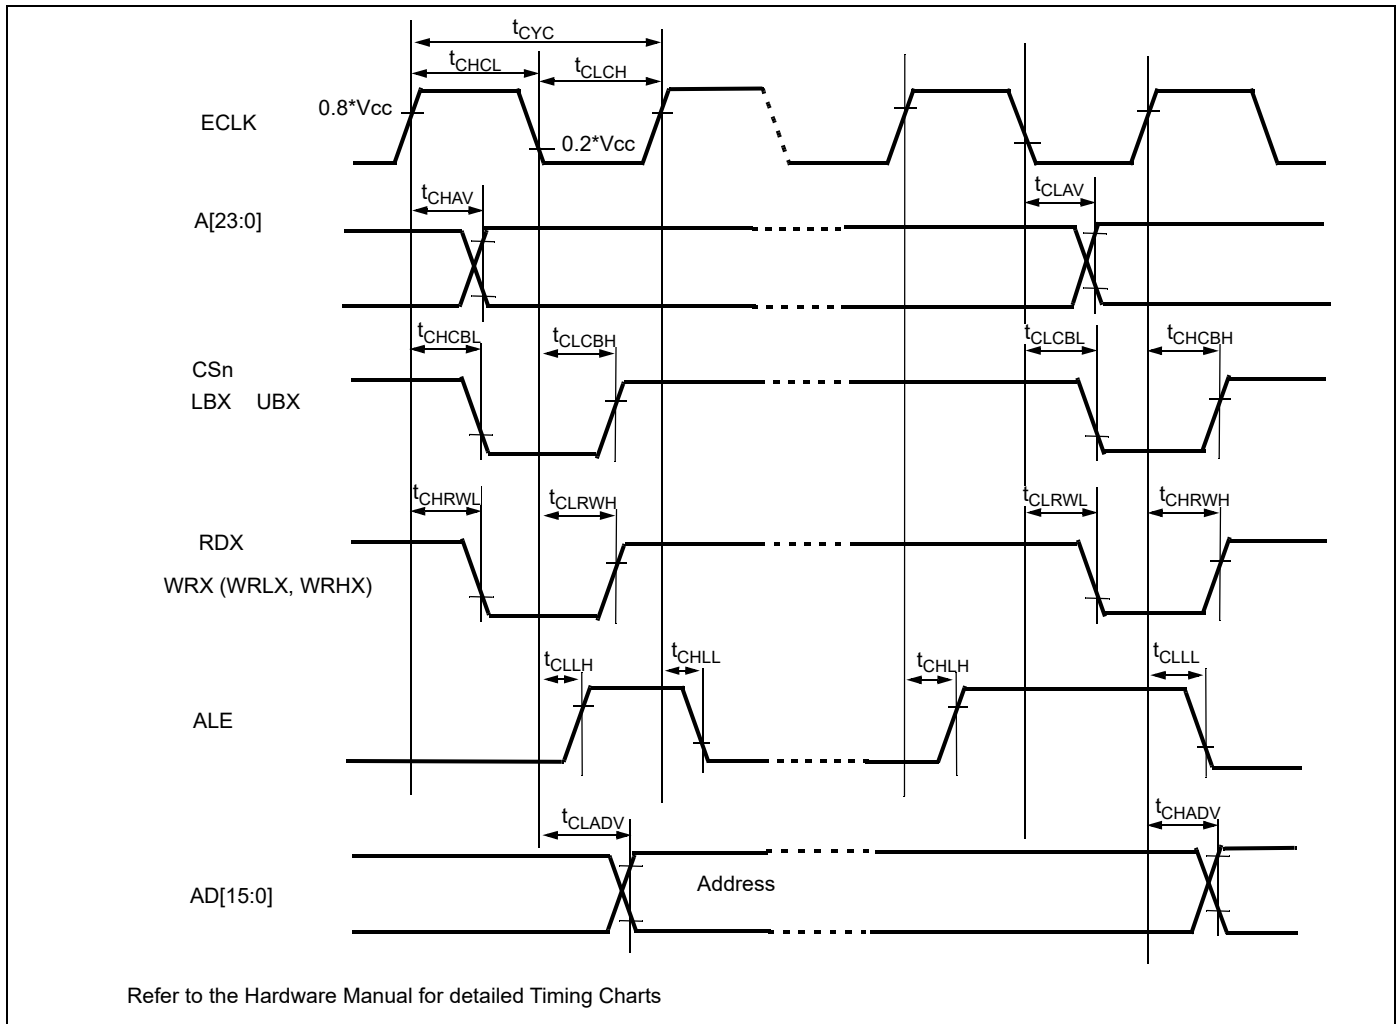 tCYC
tCHCL
tCLCH
0.8*Vcc
ECLK
0.2*Vcc
tCHAV
tCLAV
A[23:0]
tCHCBL
tCLCBH
tCLCBL
tCHCBH
CSn
LBX UBX
tCHRWL
tCLRWH
tCLRWL
tCHRWH
RDX
WRX (WRLX, WRHX)
tCLLH
tCHLL
tCHLH
tCLLL
ALE
tCLADV
tCHADV
Address
AD[15:0]
Refer to the Hardware Manual for detailed Timing Charts